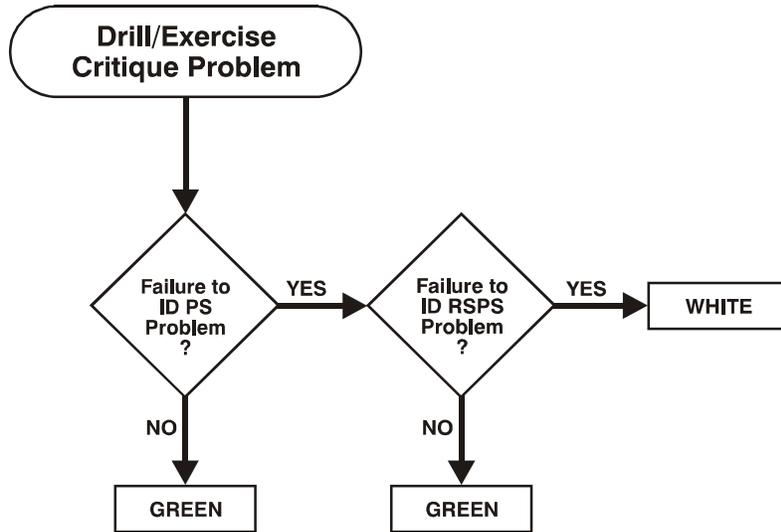 Drill/Exercise
Critique Problem
Failure to
ID PS
Problem
?
YES
Failure to
ID RSPS
Problem
?
YES
WHITE
NO
NO
GREEN
GREEN